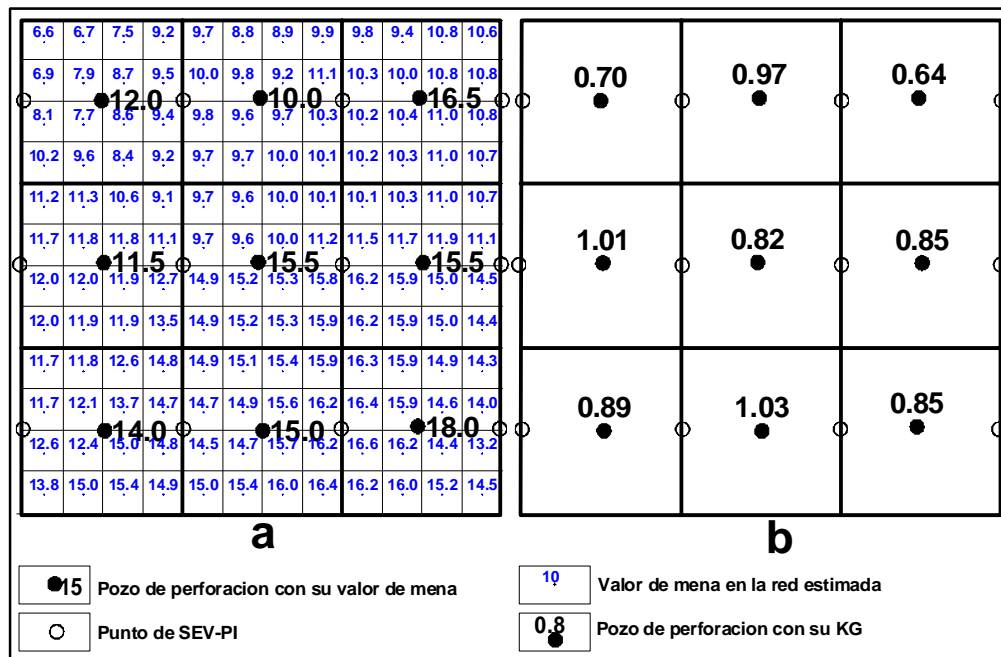 6.6 6.7 7.5 9.2 9.7 8.8 8.9 9.9 9.8 9.4 10.8 10.6
6.9 7.9 8.7 9.5 10.0 9.8 9.2 11.1 10.3 10.0 10.8 10.8
12.0 10.0 16.5 0.70 0.97 0.64
8.1 7.7 8.6 9.4 9.8 9.6 9.7 10.3 10.2 10.4 11.0 10.8
10.2 9.6 8.4 9.2 9.7 9.7 10.0 10.1 10.2 10.3 11.0 10.7
11.2 11.3 10.6 9.1 9.7 9.6 10.0 10.1 10.1 10.3 11.0 10.7
11.7 11.8 11.8 11.1 9.7 9.6 10.0 11.2 11.5 11.7 11.9 11.1
11.5 15.5 15.5 1.01 0.82 0.85
12.0 12.0 11.9 12.7 14.9 15.2 15.3 15.8 16.2 15.9 15.0 14.5
12.0 11.9 11.9 13.5 14.9 15.2 15.3 15.9 16.2 15.9 15.0 14.4
11.7 11.8 12.6 14.8 14.9 15.1 15.4 15.9 16.3 15.9 14.9 14.3
11.7 12.1 13.7 14.7 14.7 14.9 15.6 16.2 16.4 15.9 14.6 14.0
14.0 15.0 18.0 0.89 1.03 0.85
12.6 12.4 15.0 14.8 14.5 14.7 15.7 16.2 16.6 16.2 14.4 13.2
13.8 15.0 15.4 14.9 15.0 15.4 16.0 16.4 16.2 16.0 15.2 14.5
a b
15 Pozo de perforacion con su valor de mena
10 Valor de mena en la red estimada
Punto de SEV-PI
0.8 Pozo de perforacion con su KG